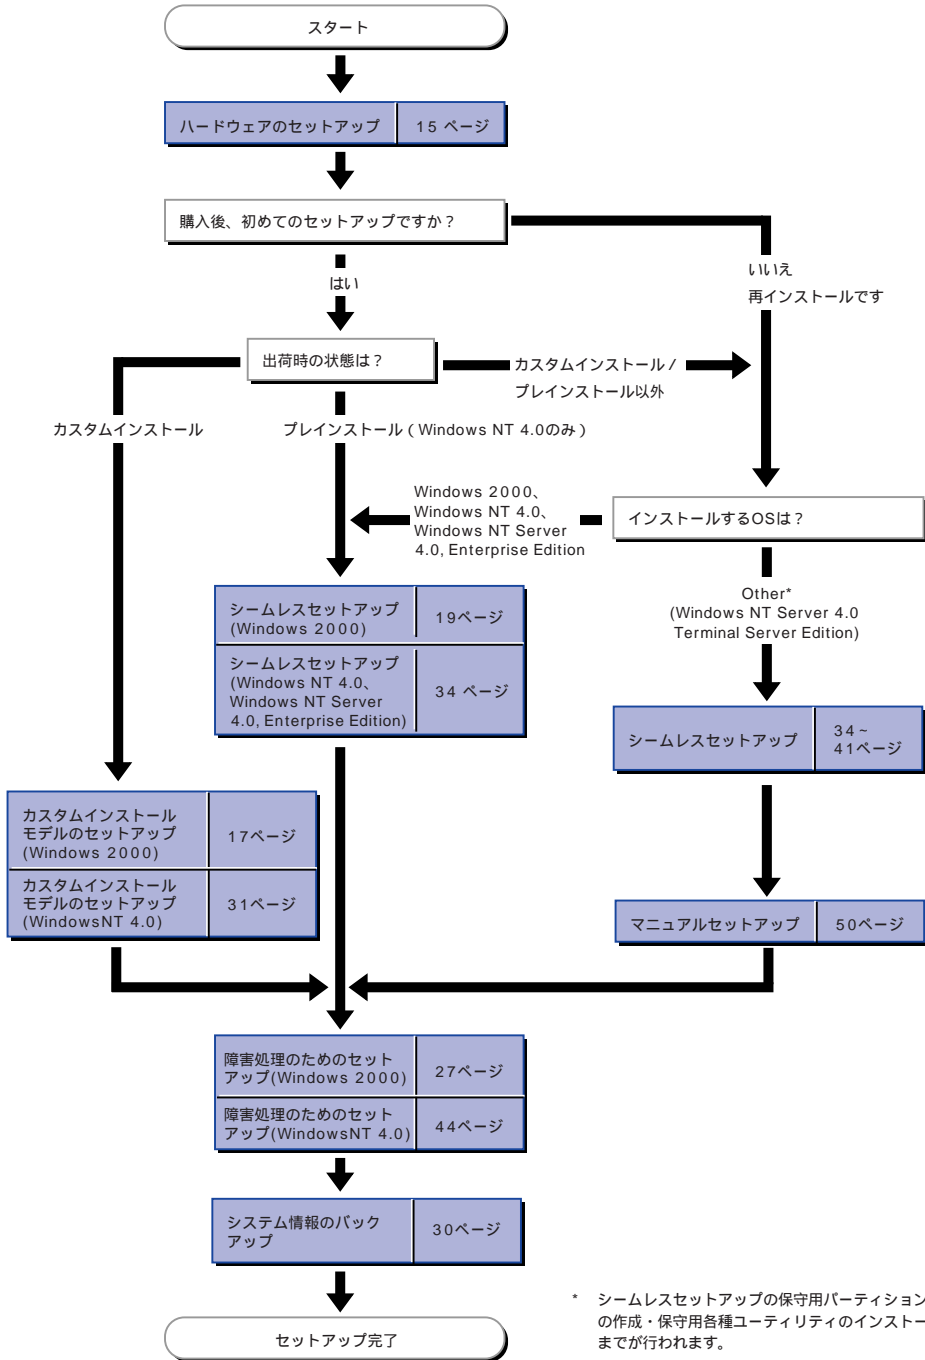 スタート
ハードウェアのセットアップ
15 ページ
購入後、初めてのセットアップですか？
はい
いいえ
再インストールです
出荷時の状態は？
カスタムインストール /
プレインストール以外
カスタムインストール
プレインストール ( Windows NT 4.0のみ )
Windows 2000、
Windows NT 4.0、
Windows NT Server
4.0, Enterprise Edition
インストールするOSは？
Other*
(Windows NT Server 4.0
Terminal Server Edition)
シームレスセットアップ
(Windows 2000)
19ページ
シームレスセットアップ
(Windows NT 4.0、
Windows NT Server
4.0, Enterprise Edition)
34 ページ
シームレスセットアップ
34~
41ページ
カスタムインストール
モデルのセットアップ
(Windows 2000)
17ページ
カスタムインストール
モデルのセットアップ
(WindowsNT 4.0)
31ページ
マニュアルセットアップ
50ページ
障害処理のためのセット
アップ(Windows 2000)
27ページ
障害処理のためのセット
アップ(WindowsNT 4.0)
44ページ
システム情報のバック
アップ
30ページ
セットアップ完了
* シームレスセットアップの保守用パーティション
の作成・保守用各種ユーティリティのインストー
までが行われます。